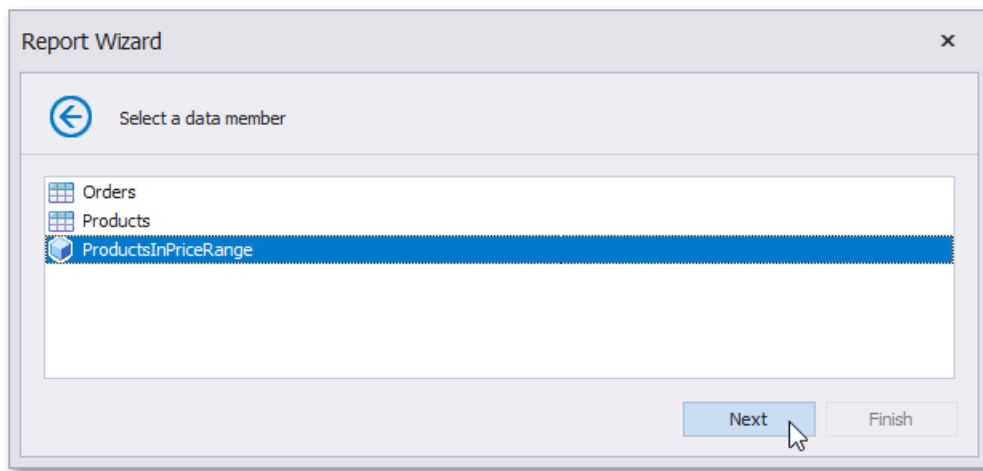 Report Wizard
Select a data member
Orders
Products
ProductsInPriceRange
Next Finish